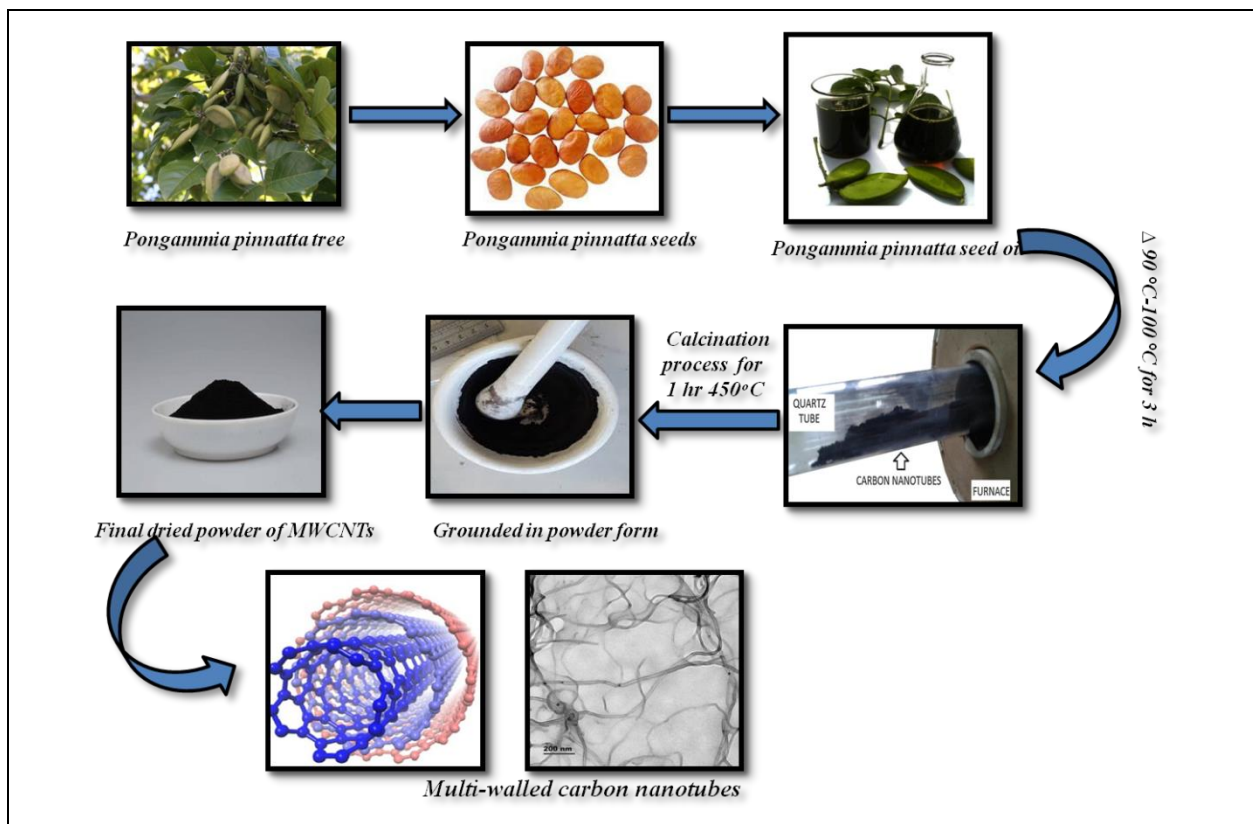 Pongammia pinnatta tree
Pongammia pinnatta seeds
Pongammia pinnatta seed oil
Δ 90 °C-100 °C for 3 h
QUARTZ
TUBE
CARBON NANOTUBES
FURNACE
Calcination
process for
1 hr 450°C
Grounded in powder form
Final dried powder of MWCNTs
200 nm
Multi-walled carbon nanotubes